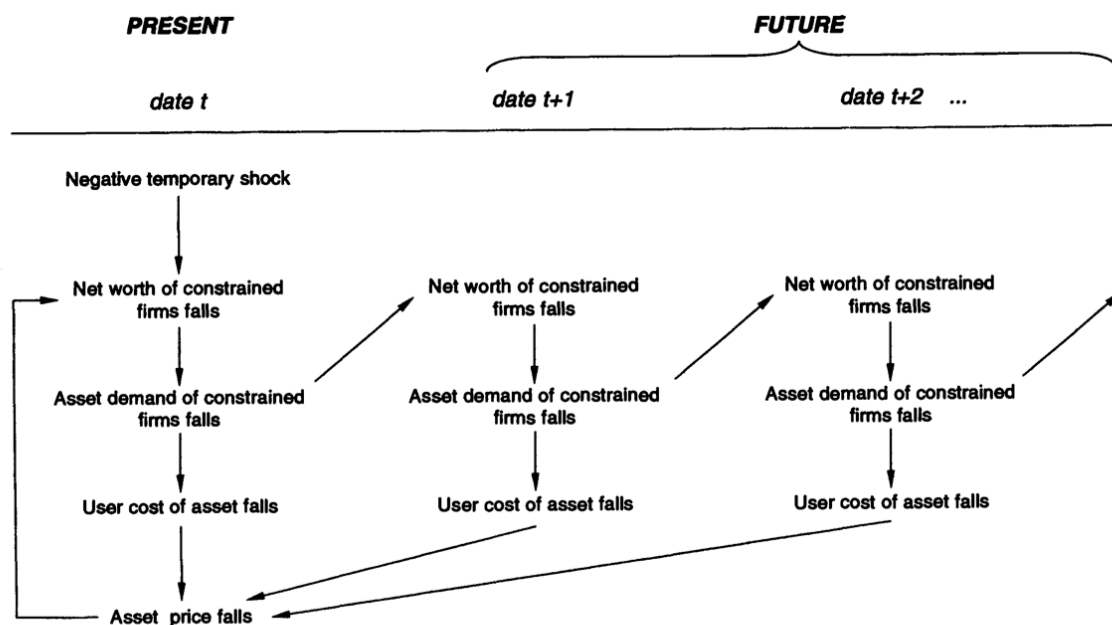 PRESENT
FUTURE
date t
date t+1
date t+2 ...
Negative temporary shock
Net worth of constrained
firms falls
Net worth of constrained
firms falls
Net worth of constrained
firms falls
Asset demand of constrained
firms falls
Asset demand of constrained
firms falls
Asset demand of constrained
firms falls
User cost of asset falls
User cost of asset falls
User cost of asset falls
Asset price falls